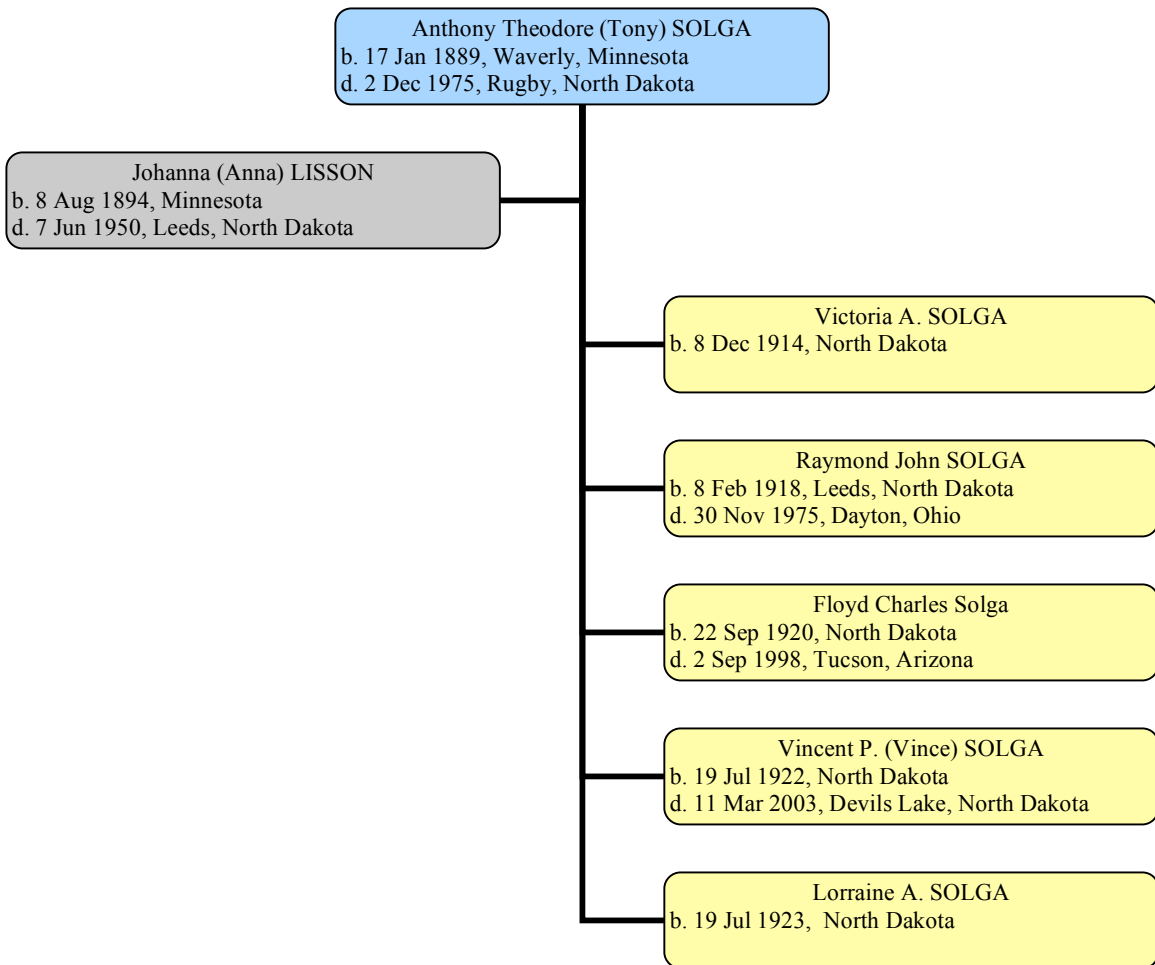 Anthony Theodore (Tony) SOLGA
b. 17 Jan 1889, Waverly, Minnesota
d. 2 Dec 1975, Rugby, North Dakota
Johanna (Anna) LISSON
b. 8 Aug 1894, Minnesota
d. 7 Jun 1950, Leeds, North Dakota
Victoria A. SOLGA
b. 8 Dec 1914, North Dakota
Raymond John SOLGA
b. 8 Feb 1918, Leeds, North Dakota
d. 30 Nov 1975, Dayton, Ohio
Floyd Charles Solga
b. 22 Sep 1920, North Dakota
d. 2 Sep 1998, Tucson, Arizona
Vincent P. (Vince) SOLGA
b. 19 Jul 1922, North Dakota
d. 11 Mar 2003, Devils Lake, North Dakota
Lorraine A. SOLGA
b. 19 Jul 1923,  North Dakota